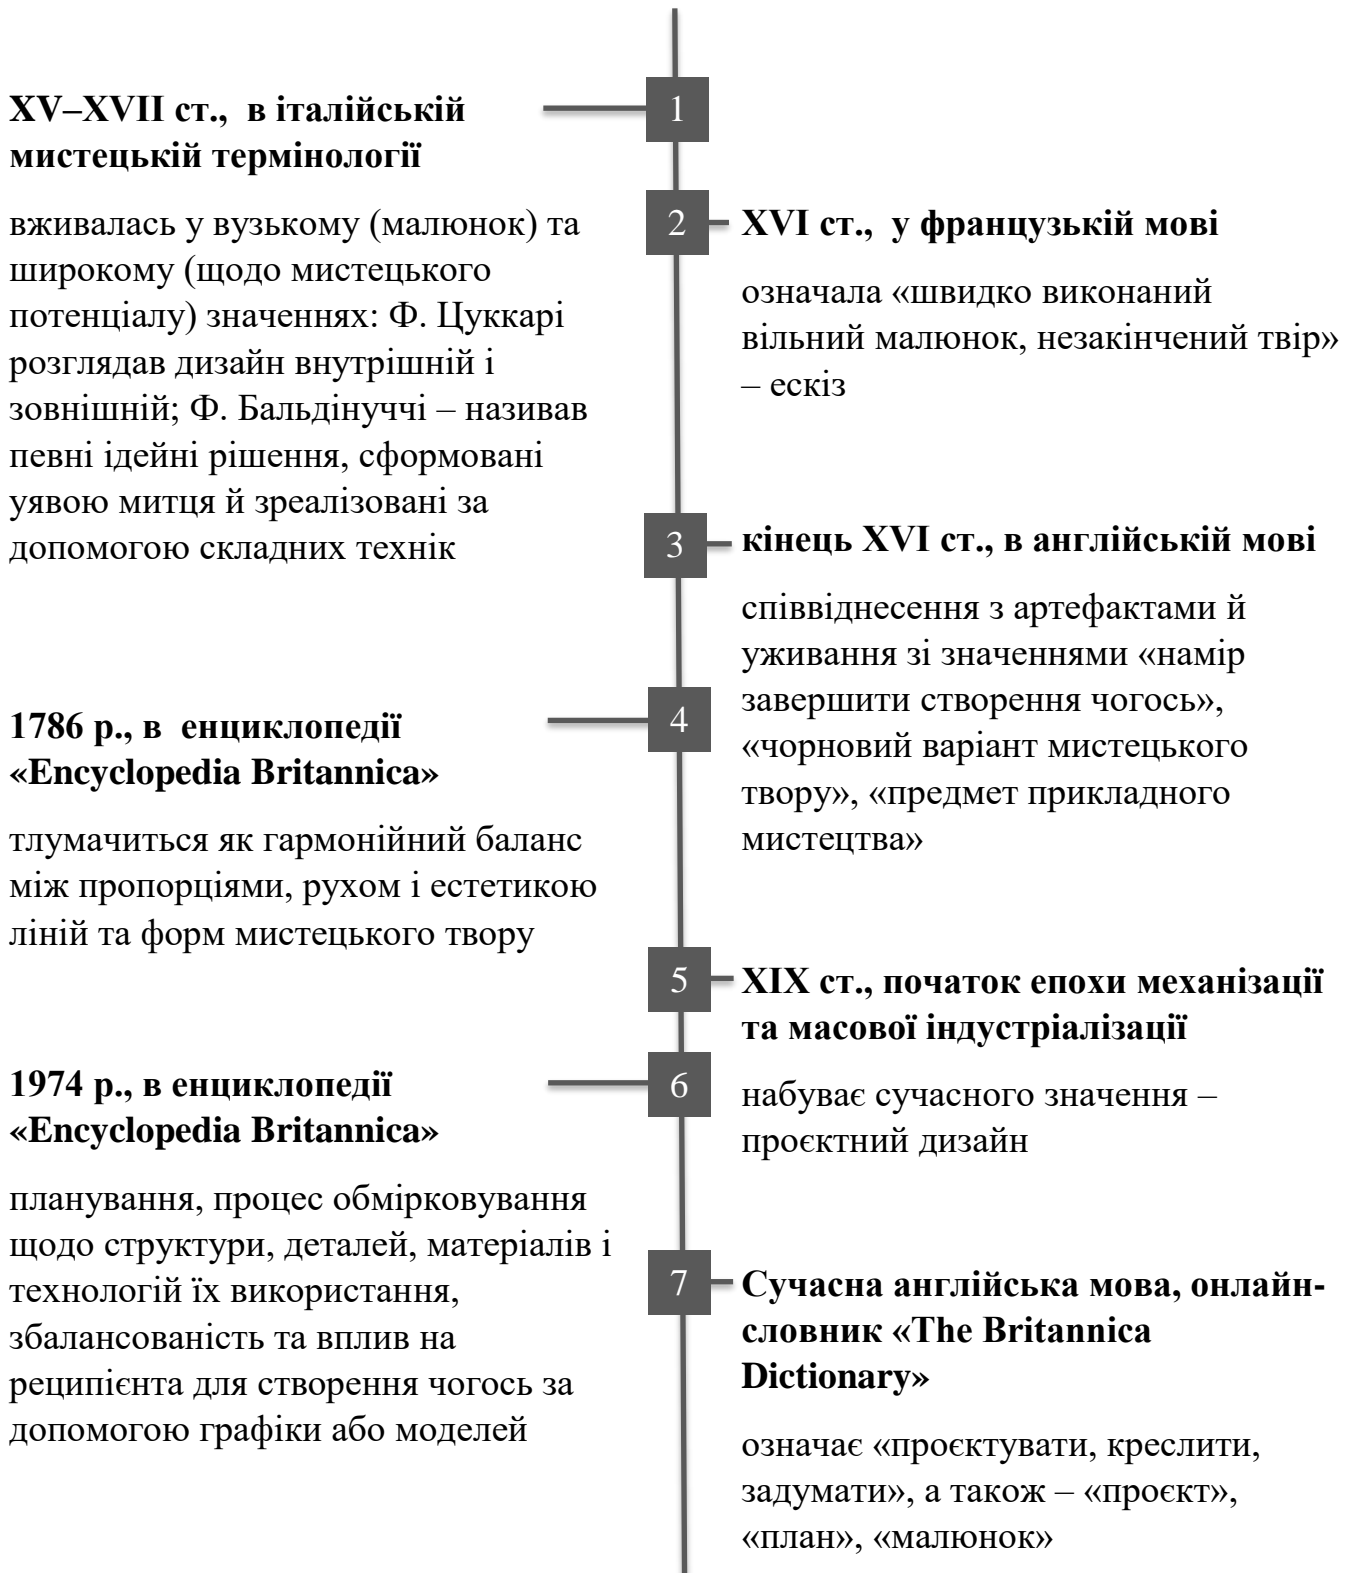 1
XV–XVII ст., в італійській
мистецькій термінології
вживалась у вузькому (малюнок) та
широкому (щодо мистецького
потенціалу) значеннях: Ф. Цуккарі
розглядав дизайн внутрішній і
зовнішній; Ф. Бальдінуччі – називав
певні ідейні рішення, сформовані
уявою митця й зреалізовані за
допомогою складних технік
2
XVI ст., у французькій мові
означала «швидко виконаний
вільний малюнок, незакінчений твір»
– ескіз
3
кінець XVI ст., в англійській мові
співвіднесення з артефактами й
уживання зі значеннями «намір
завершити створення чогось»,
«чорновий варіант мистецького
твору», «предмет прикладного
мистецтва»
4
1786 р., в енциклопедії
«Encyclopedia Britannica»
тлумачиться як гармонійний баланс
між пропорціями, рухом і естетикою
ліній та форм мистецького твору
5
XIX ст., початок епохи механізації
та масової індустріалізації
набуває сучасного значення –
проєктний дизайн
6
1974 р., в енциклопедії
«Encyclopedia Britannica»
планування, процес обмірковування
щодо структури, деталей, матеріалів і
технологій їх використання,
збалансованість та вплив на
реципієнта для створення чогось за
допомогою графіки або моделей
7
Сучасна англійська мова, онлайн-
словник «The Britannica
Dictionary»
означає «проєктувати, креслити,
задумати», а також – «проєкт»,
«план», «малюнок»